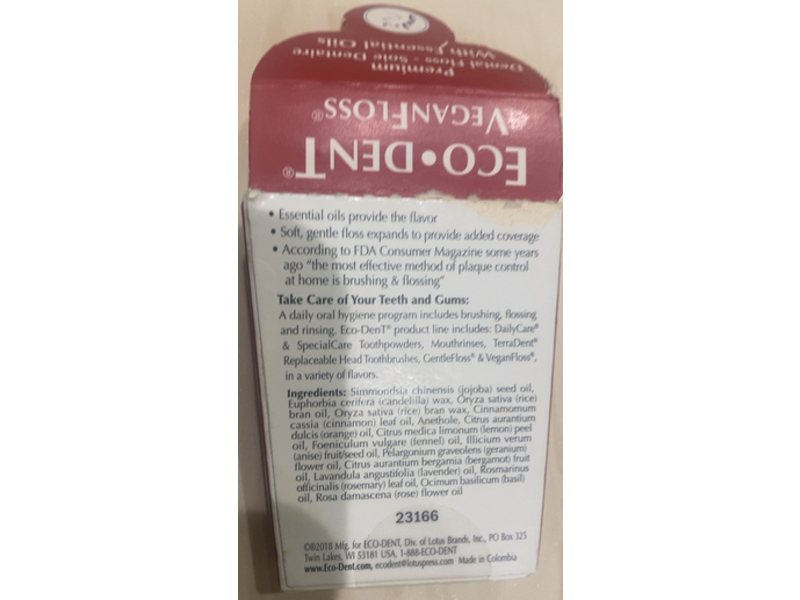 Premium
Dental Floss - Soie Dentaire
With Essential Oils
ECO•DENT®
VEGANFLOSS®
• Essential oils provide the flavor
• Soft, gentle floss expands to provide added coverage
• According to FDA Consumer Magazine some years
ago "the most effective method of plaque control
at home is brushing & flossing"
Take Care of Your Teeth and Gums:
A daily oral hygiene program includes brushing, flossing
and rinsing. Eco-DenT® product line includes: DailyCare®
& SpecialCare Toothpowders, Mouthrinses, TerraDent®
Replaceable Head Toothbrushes, GentleFloss® & VeganFloss®,
in a variety of flavors.
Ingredients: Simmondsia chinensis (jojoba) seed oil,
Euphorbia cerifera (candelilla) wax, Oryza sativa (rice)
bran oil, Oryza sativa (rice) bran wax, Cinnamomum
cassia (cinnamon) leaf oil, Anethole, Citrus aurantium
dulcis (orange) oil, Citrus medica limonum (lemon) peel
oil, Foeniculum vulgare (fennel) oil, Illicium verum
(anise) fruit/seed oil, Pelargonium graveolens (geranium)
flower oil, Citrus aurantium bergamia (bergamot) fruit
oil, Lavandula angustifolia (lavender) oil, Rosmarinus
officinalis (rosemary) leaf oil, Ocimum basilicum (basil)
oil, Rosa damascena (rose) flower oil
23166
©®2018 Mfg. for ECO-DENT, Div. of Lotus Brands, Inc., PO Box 325
Twin Lakes, WI 53181 USA, 1-888-ECO-DENT
www.Eco-Dent.com, ecodent@lotuspress.com Made in Colombia